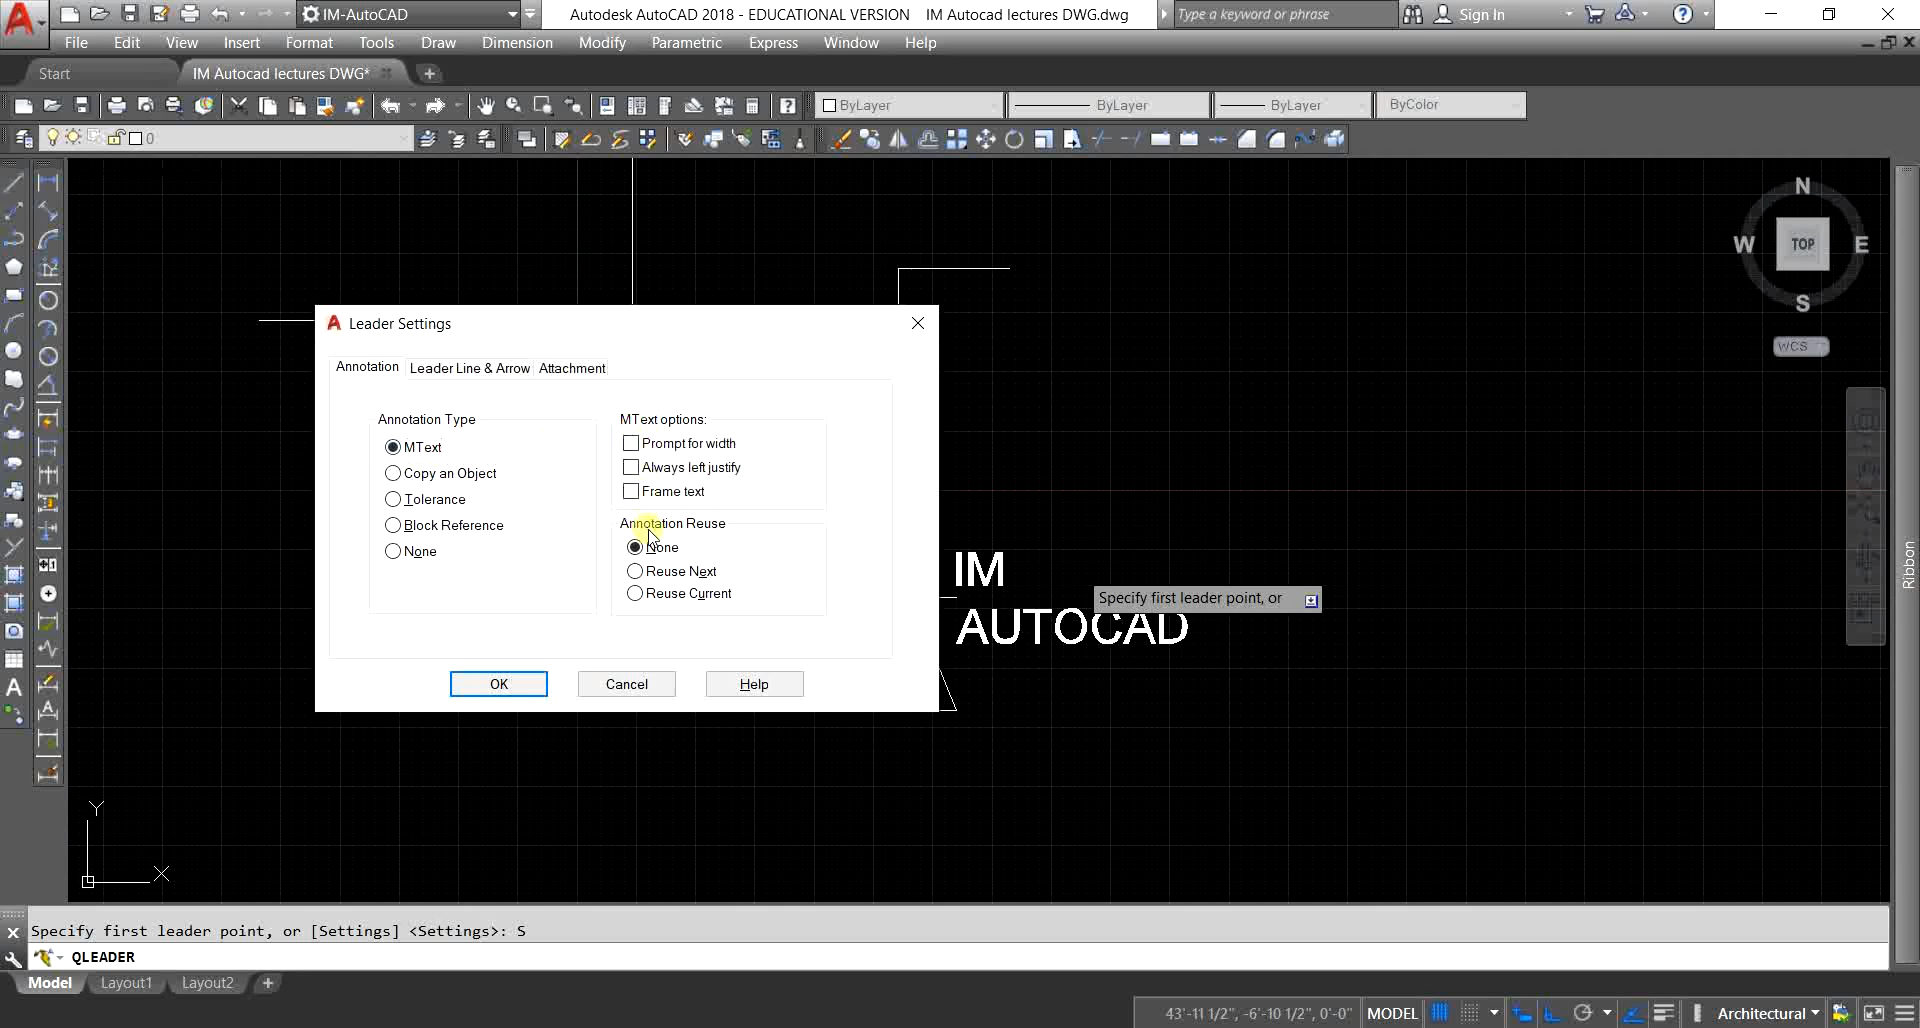 IM-AutoCAD
Autodesk AutoCAD 2018 - EDUCATIONAL VERSION IM Autocad lectures DWG.dwg
Type a keyword or phrase
Sign In
File Edit View Insert Format Tools Draw Dimension Modify Parametric Express Window Help
Start
IM Autocad lectures DWG*
ByLayer
ByLayer
ByLayer
ByColor
0
N
W TOP E
S
WCS
Leader Settings
Annotation Leader Line & Arrow Attachment
Annotation Type
MText
Copy an Object
Tolerance
Block Reference
None
MText options:
Prompt for width
Always left justify
Frame text
Annotation Reuse
None
Reuse Next
Reuse Current
OK Cancel Help
IM
AUTOCAD
Specify first leader point, or
Ribbon
Y
X
Specify first leader point, or [Settings] <Settings>: S
QLEADER
Model Layout1 Layout2
43'-11 1/2", -6'-10 1/2", 0'-0" MODEL Architectural